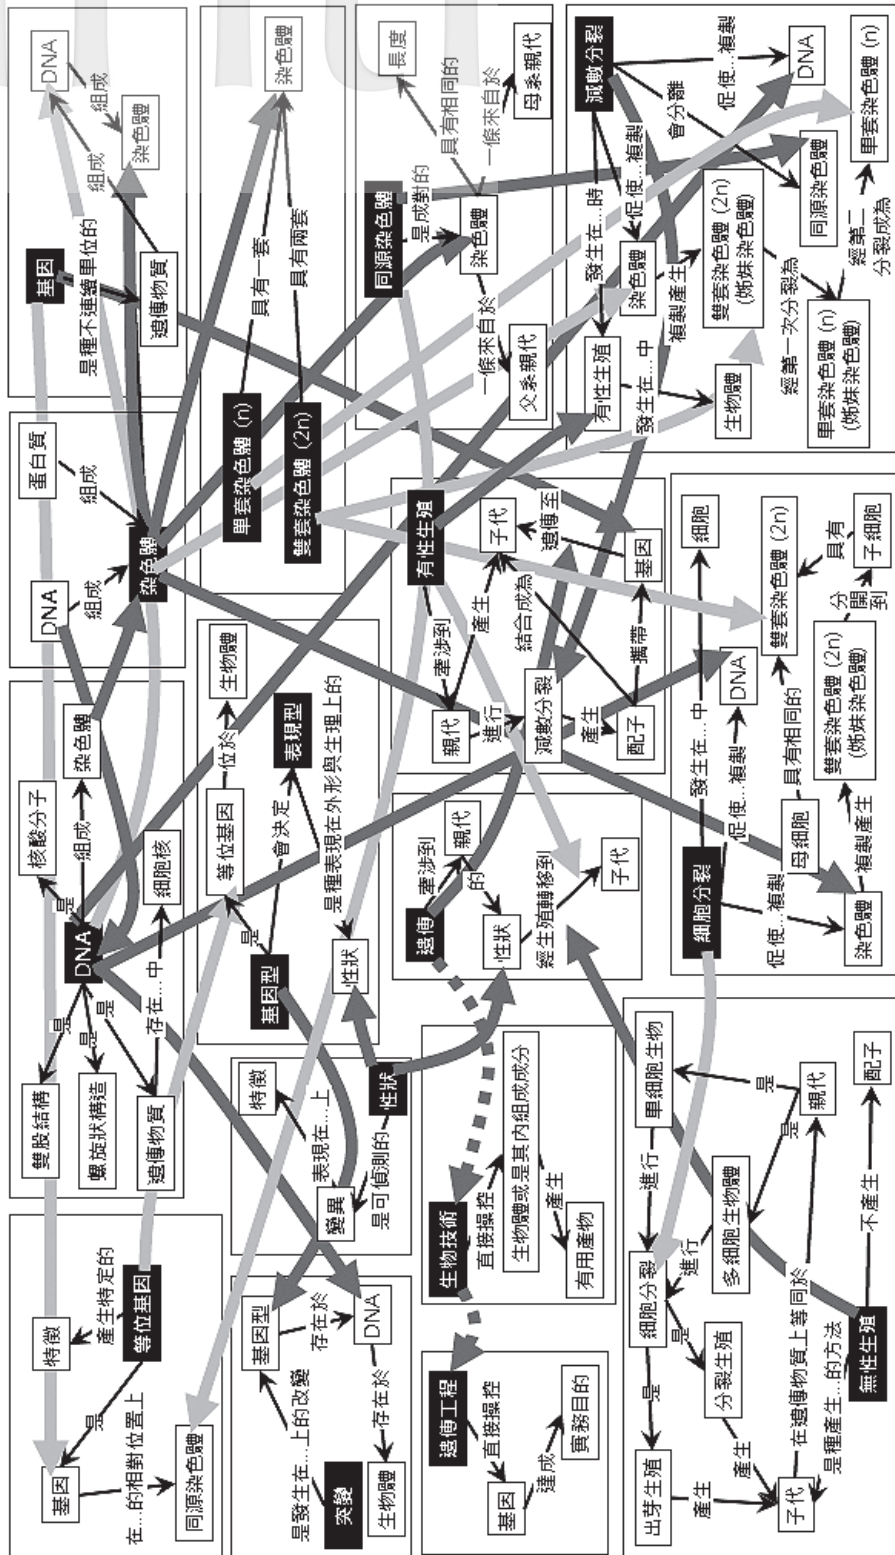 DNA
組成
染色體
組成
基因
是種不連續單位的
遺傳物質
蛋白質
組成
DNA
組成
染色體
核酸分子
是
DNA
組成
染色體
是
雙股結構
是
螺旋狀構造
是
遺傳物質
存在…中
細胞核
特徵
產生特定的
等位基因
是
基因
在…的相對位置上
同源染色體
染色體
具有一套
單套染色體 (n)
具有兩套
雙套染色體 (2n)
生物體
位於
等位基因
是
基因型
會決定
表現型
是種表現在外形與生理上的
性狀
特徵
表現在…上
變異
是可偵測的
性狀
基因型
存在於
DNA
是發生在…上的改變
突變
存在於
生物體
長度
具有相同的
同源染色體
是成對的
染色體
一條來自於
母系親代
一條來自於
父系親代
有性生殖
牽涉到
親代
進行
減數分裂
產生
子代
產生
配子
結合成為
攜帶
基因
遺傳至
遺傳
牽涉到
親代
的
性狀
經生殖轉移到
子代
生物技術
直接操控
生物體或是其內組成成分
產生
有用產物
遺傳工程
直接操控
基因
達成
實務目的
減數分裂
促使…複製
DNA
會分離
同源染色體
促使…複製
染色體
發生在…時
有性生殖
發生在…中
生物體
複製產生
雙套染色體 (2n)
(姊妹染色體)
經第一次分裂為
單套染色體 (n)
(姊妹染色體)
經第二
分裂成為
單套染色體 (n)
細胞分裂
發生在…中
細胞
促使…複製
DNA
促使…複製
染色體
複製產生
雙套染色體 (2n)
(姊妹染色體)
分開
到
子細胞
具有
雙套染色體 (2n)
母細胞
具有相同的
單細胞生物
進行
細胞分裂
是
出芽生殖
是
分裂生殖
產生
產生
子代
進行
多細胞生物體
是
是
親代
在遺傳物質上等同於
是種產生…的方法
無性生殖
不產生
配子